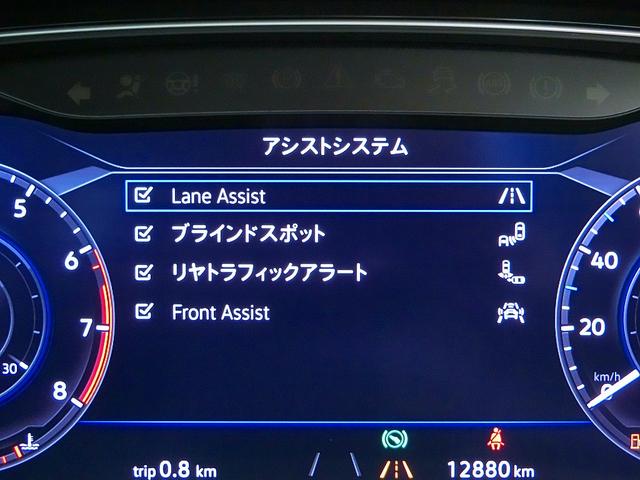 アシストシステム
Lane Assist
ブラインドスポット
リヤトラフィックアラート
Front Assist
5
6
7
8
30
40
20
km/h
0
trip 0.8 km
12880 km